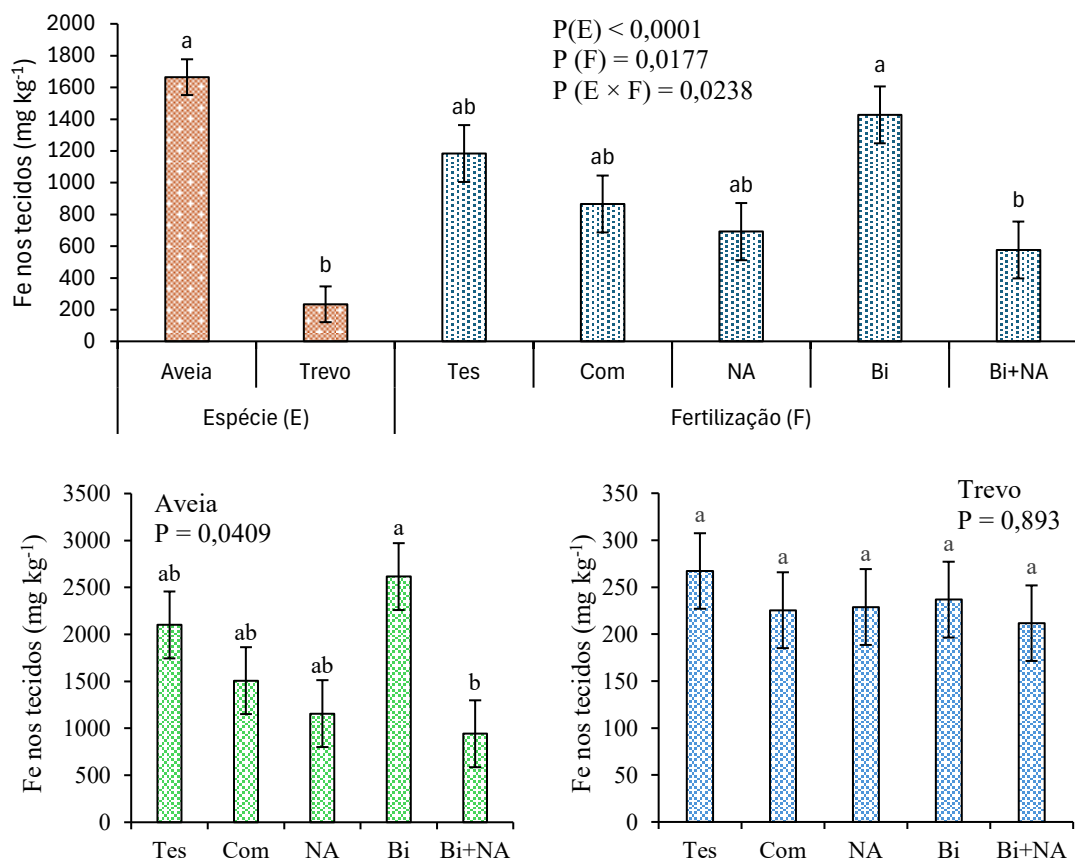 Fe nos tecidos (mg kg⁻¹)
2000
1800
1600
1400
1200
1000
800
600
400
200
0
P(E) < 0,0001
P (F) = 0,0177
P (E × F) = 0,0238
a
b
ab
ab
ab
a
b
Aveia Trevo Tes Com NA Bi Bi+NA
Espécie (E) Fertilização (F)
Fe nos tecidos (mg kg⁻¹)
3500
3000
2500
2000
1500
1000
500
0
Aveia
P = 0,0409
ab
ab
ab
a
b
Tes Com NA Bi Bi+NA
Fe nos tecidos (mg kg⁻¹)
350
300
250
200
150
100
50
0
Trevo
P = 0,893
a
a
a
a
a
Tes Com NA Bi Bi+NA